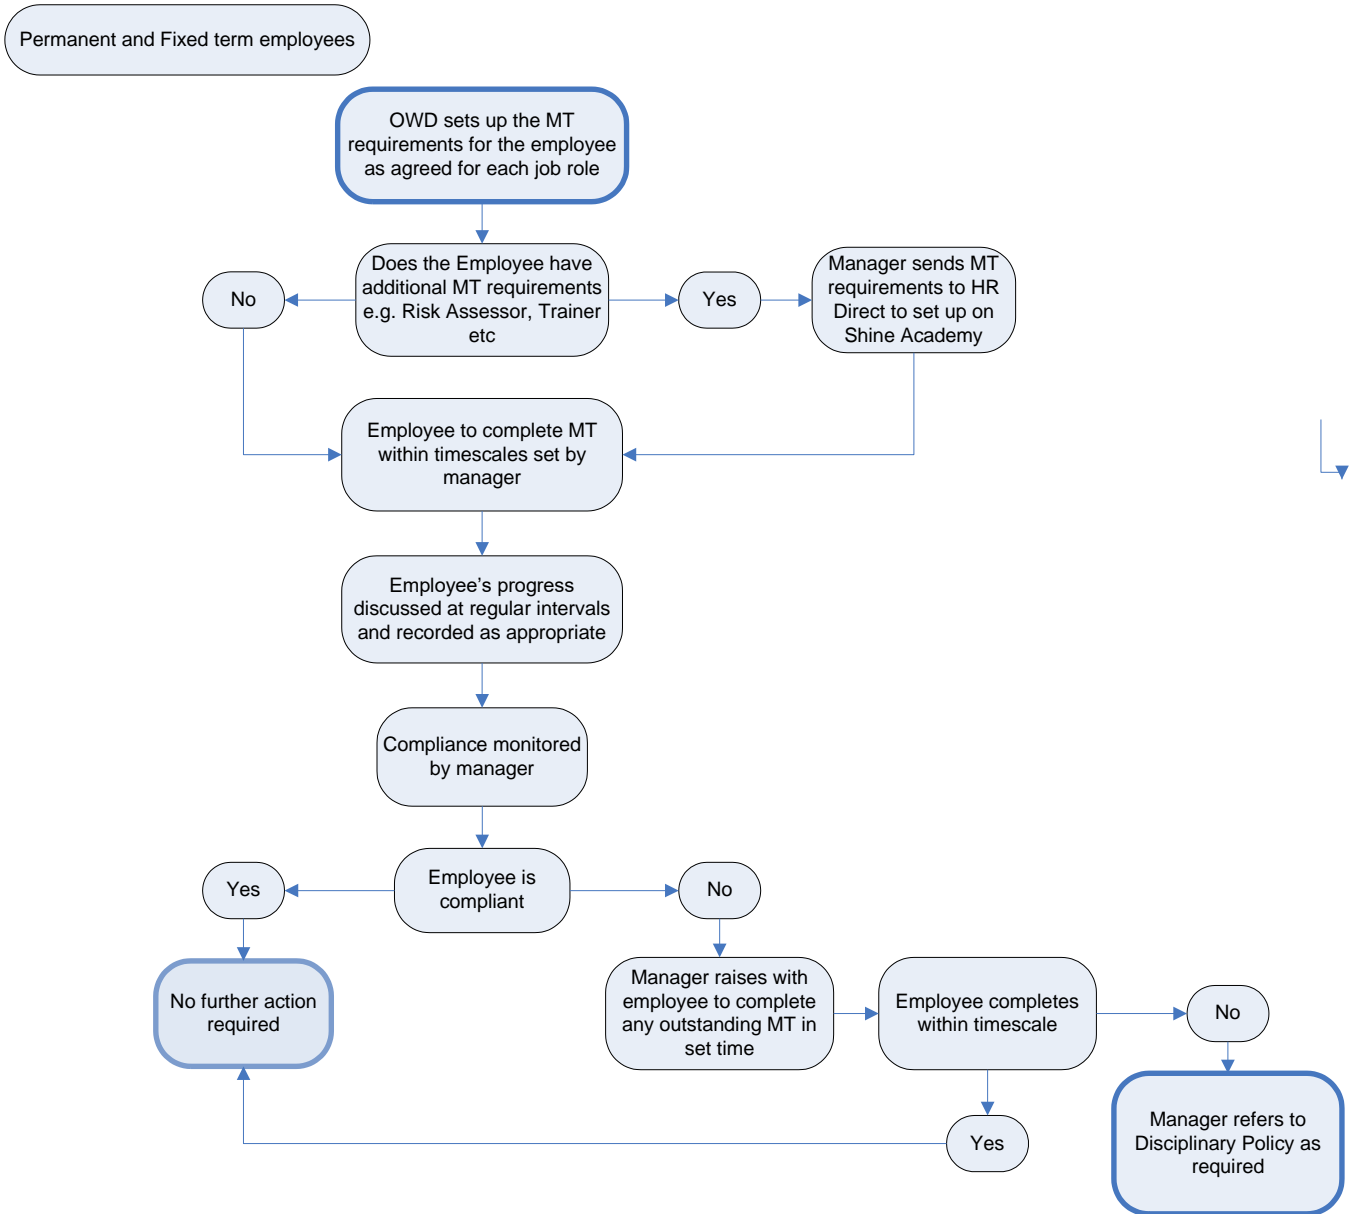 Permanent and Fixed term employees
OWD sets up the MT
requirements for the employee
as agreed for each job role
No
Does the Employee have
additional MT requirements
e.g. Risk Assessor, Trainer
etc
Yes
Manager sends MT
requirements to HR
Direct to set up on
Shine Academy
Employee to complete MT
within timescales set by
manager
Employee’s progress
discussed at regular intervals
and recorded as appropriate
Compliance monitored
by manager
Yes
Employee is
compliant
No
No further action
required
Manager raises with
employee to complete
any outstanding MT in
set time
Employee completes
within timescale
No
Yes
Manager refers to
Disciplinary Policy as
required